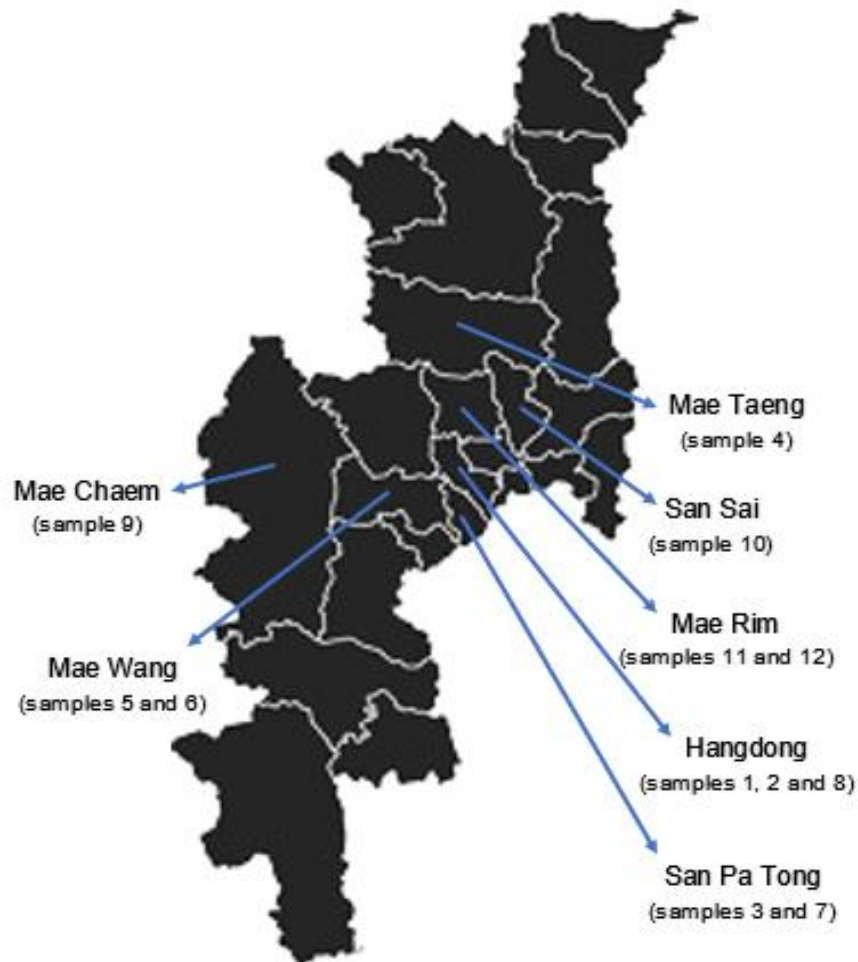 Mae Taeng
(sample 4)
Mae Chaem
(sample 9)
San Sai
(sample 10)
Mae Rim
(samples 11 and 12)
Mae Wang
(samples 5 and 6)
Hangdong
(samples 1, 2 and 8)
San Pa Tong
(samples 3 and 7)